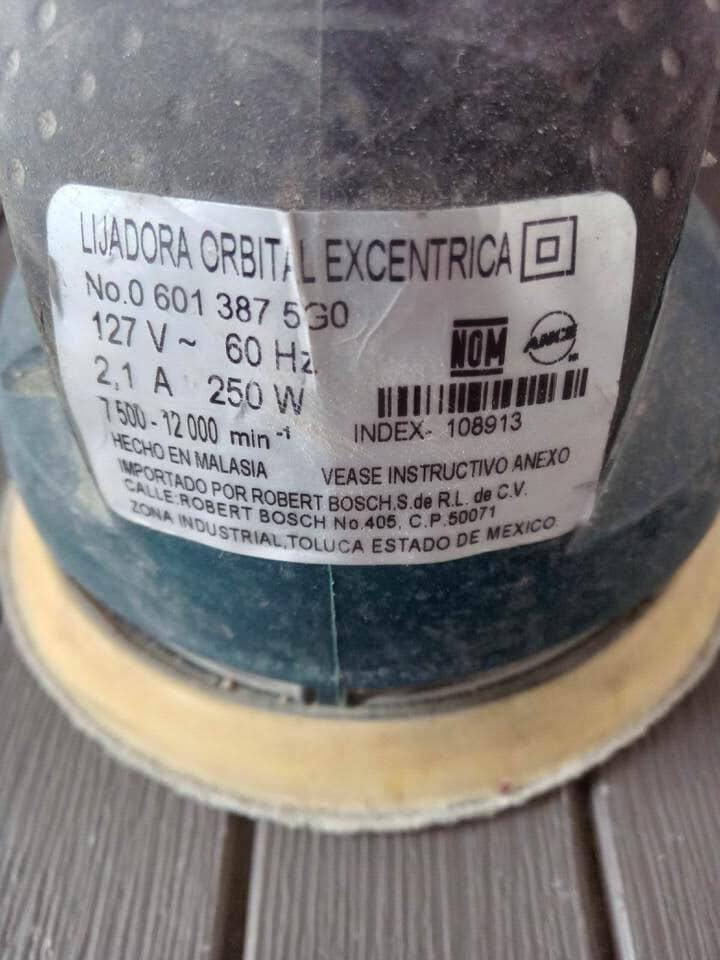 LIJADORA ORBITAL EXCENTRICA
No.0 601 387 5G0
127 V ~ 60 Hz
2,1 A 250 W
NOM ANCE
7 500 - 12 000 min -1
INDEX- 108913
HECHO EN MALASIA VEASE INSTRUCTIVO ANEXO
IMPORTADO POR ROBERT BOSCH,S.de R.L. de C.V.
CALLE:ROBERT BOSCH No.405, C.P.50071
ZONA INDUSTRIAL,TOLUCA ESTADO DE MEXICO.